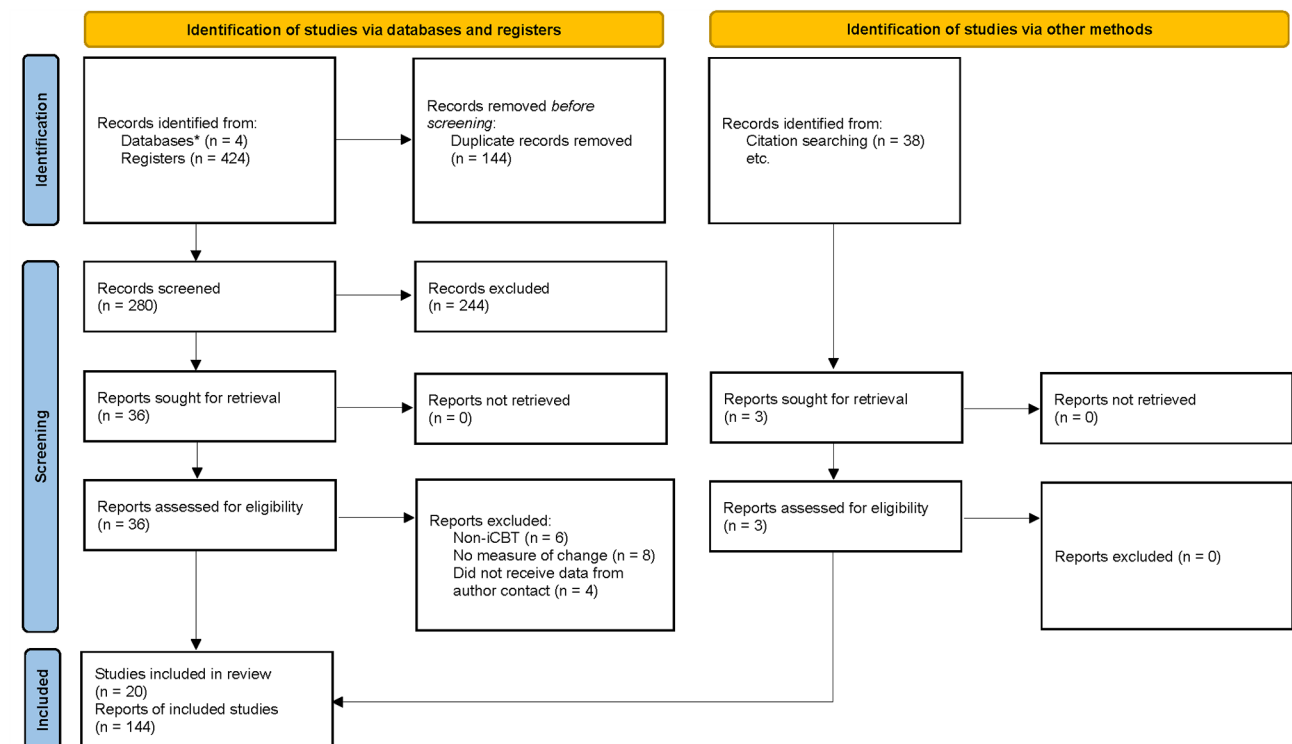 Identification of studies via databases and registers
Identification of studies via other methods
Identification
Records identified from:
Databases* (n = 4)
Registers (n = 424)
Records removed before
screening:
Duplicate records removed
(n = 144)
Records identified from:
Citation searching (n = 38)
etc.
Screening
Records screened
(n = 280)
Records excluded
(n = 244)
Reports sought for retrieval
(n = 36)
Reports not retrieved
(n = 0)
Reports sought for retrieval
(n = 3)
Reports not retrieved
(n = 0)
Reports assessed for eligibility
(n = 36)
Reports excluded:
Non-iCBT (n = 6)
No measure of change (n = 8)
Did not receive data from
author contact (n = 4)
Reports assessed for eligibility
(n = 3)
Reports excluded (n = 0)
Included
Studies included in review
(n = 20)
Reports of included studies
(n = 144)